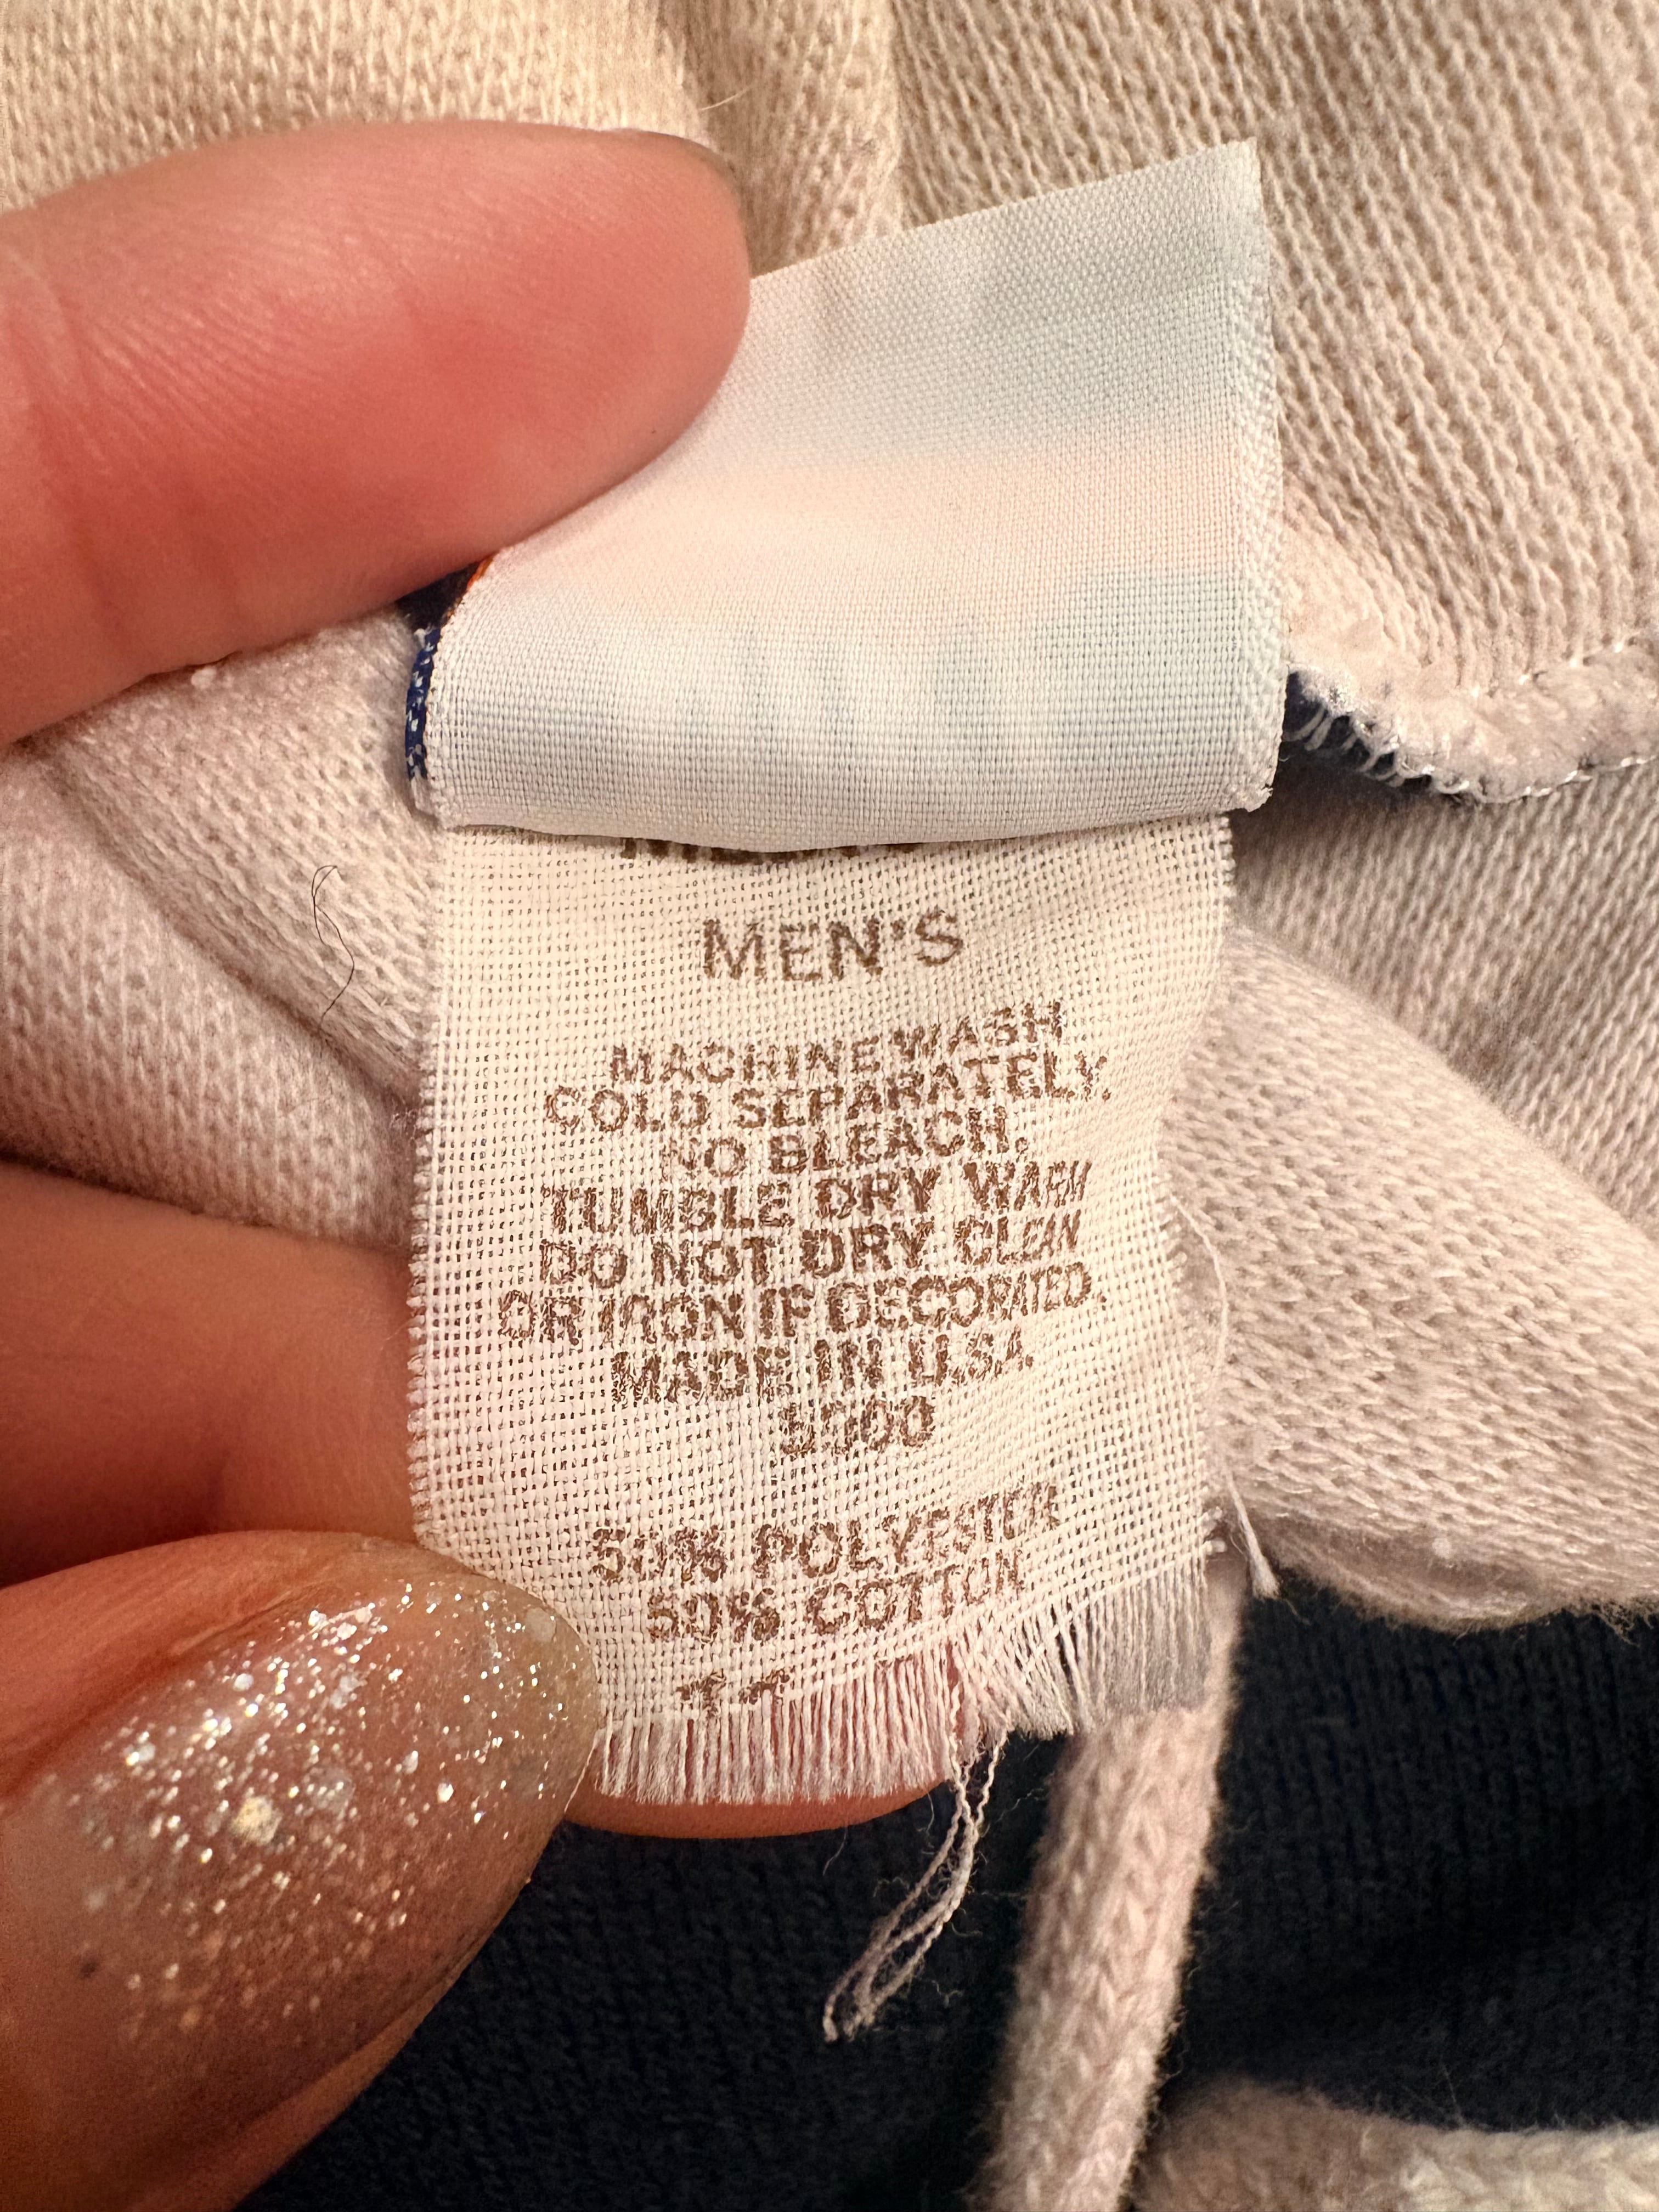 MEN'S
MACHINE WASH
COLD SEPARATELY.
NO BLEACH.
TUMBLE DRY WARM
DO NOT DRY CLEAN
OR IRON IF DECORATED.
MADE IN U.S.A.
50% POLYESTER
50% COTTON